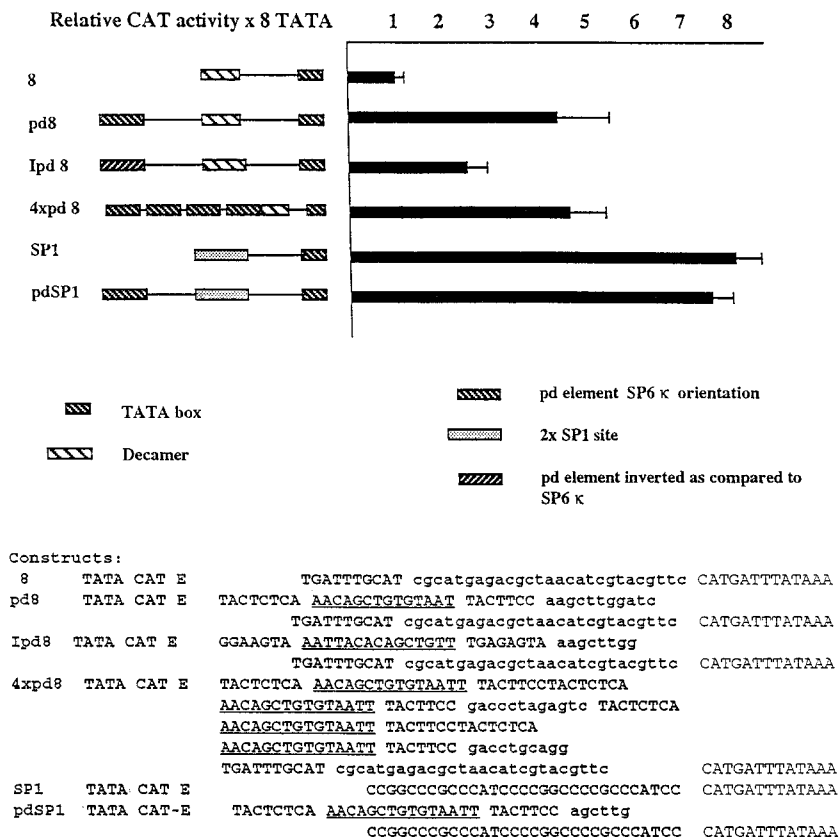 Relative CAT activity x 8 TATA 1 2 3 4 5 6 7 8
8
pd8
Ipd 8
4xpd 8
SP1
pdSP1
TATA box
Decamer
pd element SP6 κ orientation
2x SP1 site
pd element inverted as compared to
SP6 κ
Constructs:
8 TATA CAT E TGATTTGCAT cgcatgagacgctaacatcgtacgttc CATGATTTATAAA
pd8 TATA CAT E TACTCTCA AACAGCTGTGTAAT TACTTCC aagcttggatc
TGATTTGCAT cgcatgagacgctaacatcgtacgttc CATGATTTATAAA
Ipd8 TATA CAT E GGAAGTA AATTACACAGCTGTT TGAGAGTA aagcttgg
TGATTTGCAT cgcatgagacgctaacatcgtacgttc CATGATTTATAAA
4xpd8 TATA CAT E TACTCTCA AACAGCTGTGTAATT TACTTCCTACTCTCA
AACAGCTGTGTAATT TACTTCC gaccctagagtc TACTCTCA
AACAGCTGTGTAATT TACTTCCTACTCTCA
AACAGCTGTGTAATT TACTTCC gacctgcagg
TGATTTGCAT cgcatgagacgctaacatcgtacgttc CATGATTTATAAA
SP1 TATA CAT E CCGGCCCGCCCATCCCCGGCCCCGCCCATCC CATGATTTATAAA
pdSP1 TATA CAT-E TACTCTCA AACAGCTGTGTAATT TACTTCC agcttg
CCGGCCCGCCCATCCCCGGCCCCGCCCATCC CATGATTTATAAA